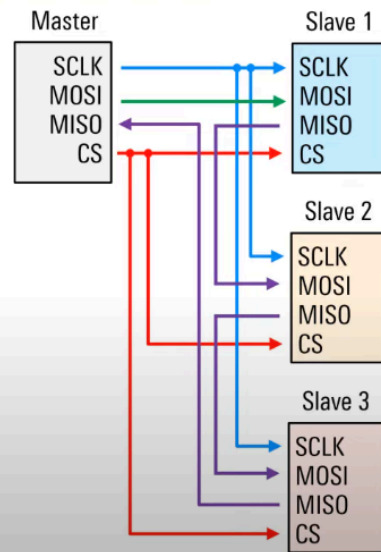 Master
SCLK
MOSI
MISO
CS
Slave 1
SCLK
MOSI
MISO
CS
Slave 2
SCLK
MOSI
MISO
CS
Slave 3
SCLK
MOSI
MISO
CS